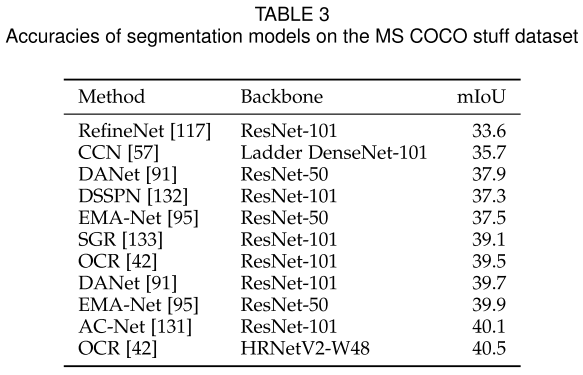 TABLE 3
Accuracies of segmentation models on the MS COCO stuff dataset
Method Backbone mIoU
RefineNet [117] ResNet-101 33.6
CCN [57] Ladder DenseNet-101 35.7
DANet [91] ResNet-50 37.9
DSSPN [132] ResNet-101 37.3
EMA-Net [95] ResNet-50 37.5
SGR [133] ResNet-101 39.1
OCR [42] ResNet-101 39.5
DANet [91] ResNet-101 39.7
EMA-Net [95] ResNet-50 39.9
AC-Net [131] ResNet-101 40.1
OCR [42] HRNetV2-W48 40.5